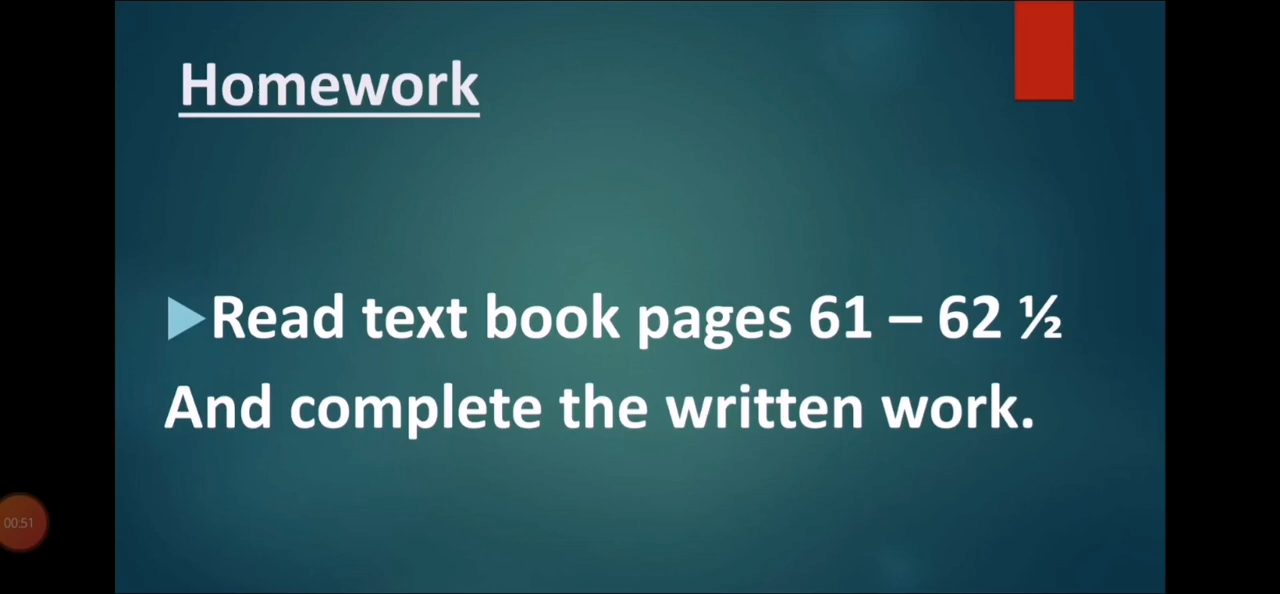 Homework
Read text book pages 61 – 62 ½
And complete the written work.
00:51